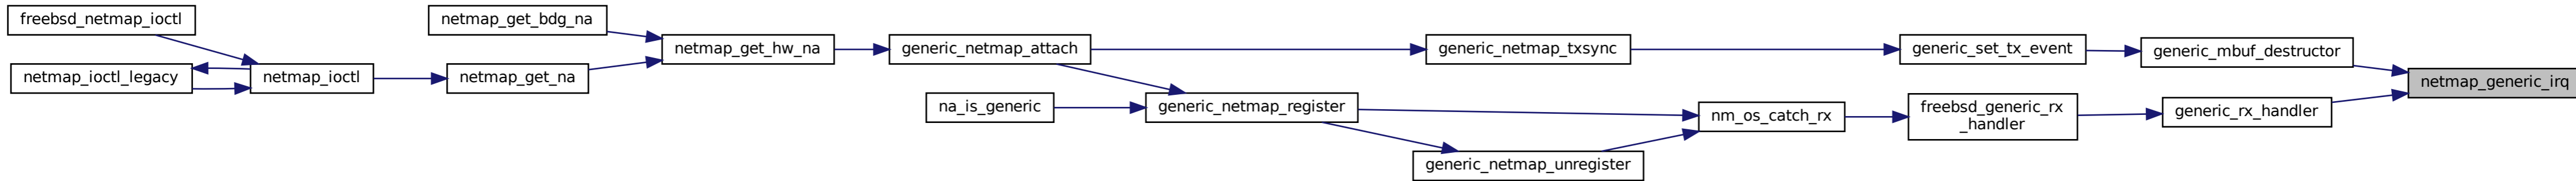 freebsd_netmap_ioctl
netmap_ioctl_legacy
netmap_ioctl
netmap_get_bdg_na
netmap_get_na
netmap_get_hw_na
generic_netmap_attach
na_is_generic
generic_netmap_register
generic_netmap_txsync
generic_netmap_unregister
nm_os_catch_rx
generic_set_tx_event
freebsd_generic_rx
_handler
generic_mbuf_destructor
generic_rx_handler
netmap_generic_irq